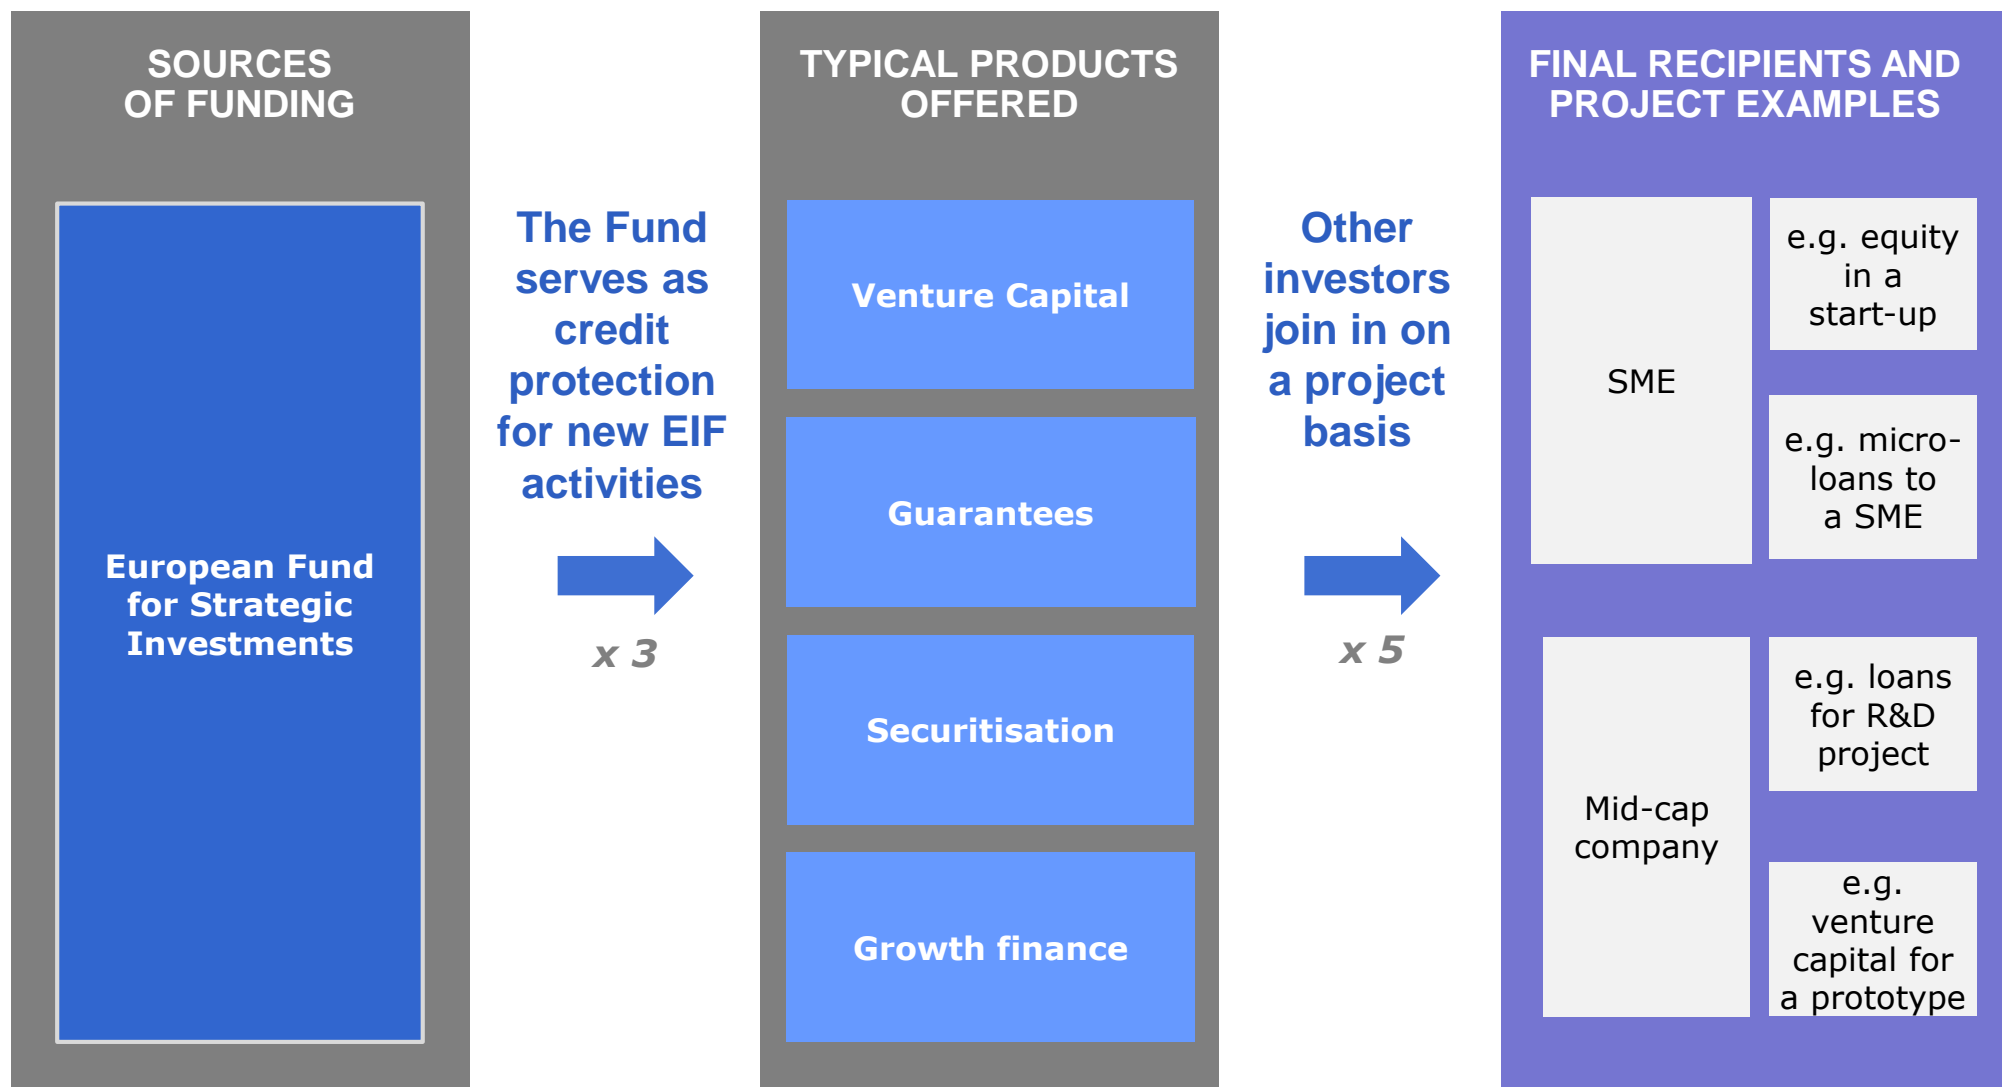 SOURCES
OF FUNDING
European Fund
for Strategic
Investments
The Fund
serves as
credit
protection
for new EIF
activities
x 3
TYPICAL PRODUCTS
OFFERED
Venture Capital
Guarantees
Securitisation
Growth finance
Other
investors
join in on
a project
basis
x 5
FINAL RECIPIENTS AND
PROJECT EXAMPLES
SME
e.g. equity
in a
start-up
e.g. micro-
loans to
a SME
Mid-cap
company
e.g. loans
for R&D
project
e.g.
venture
capital for
a prototype